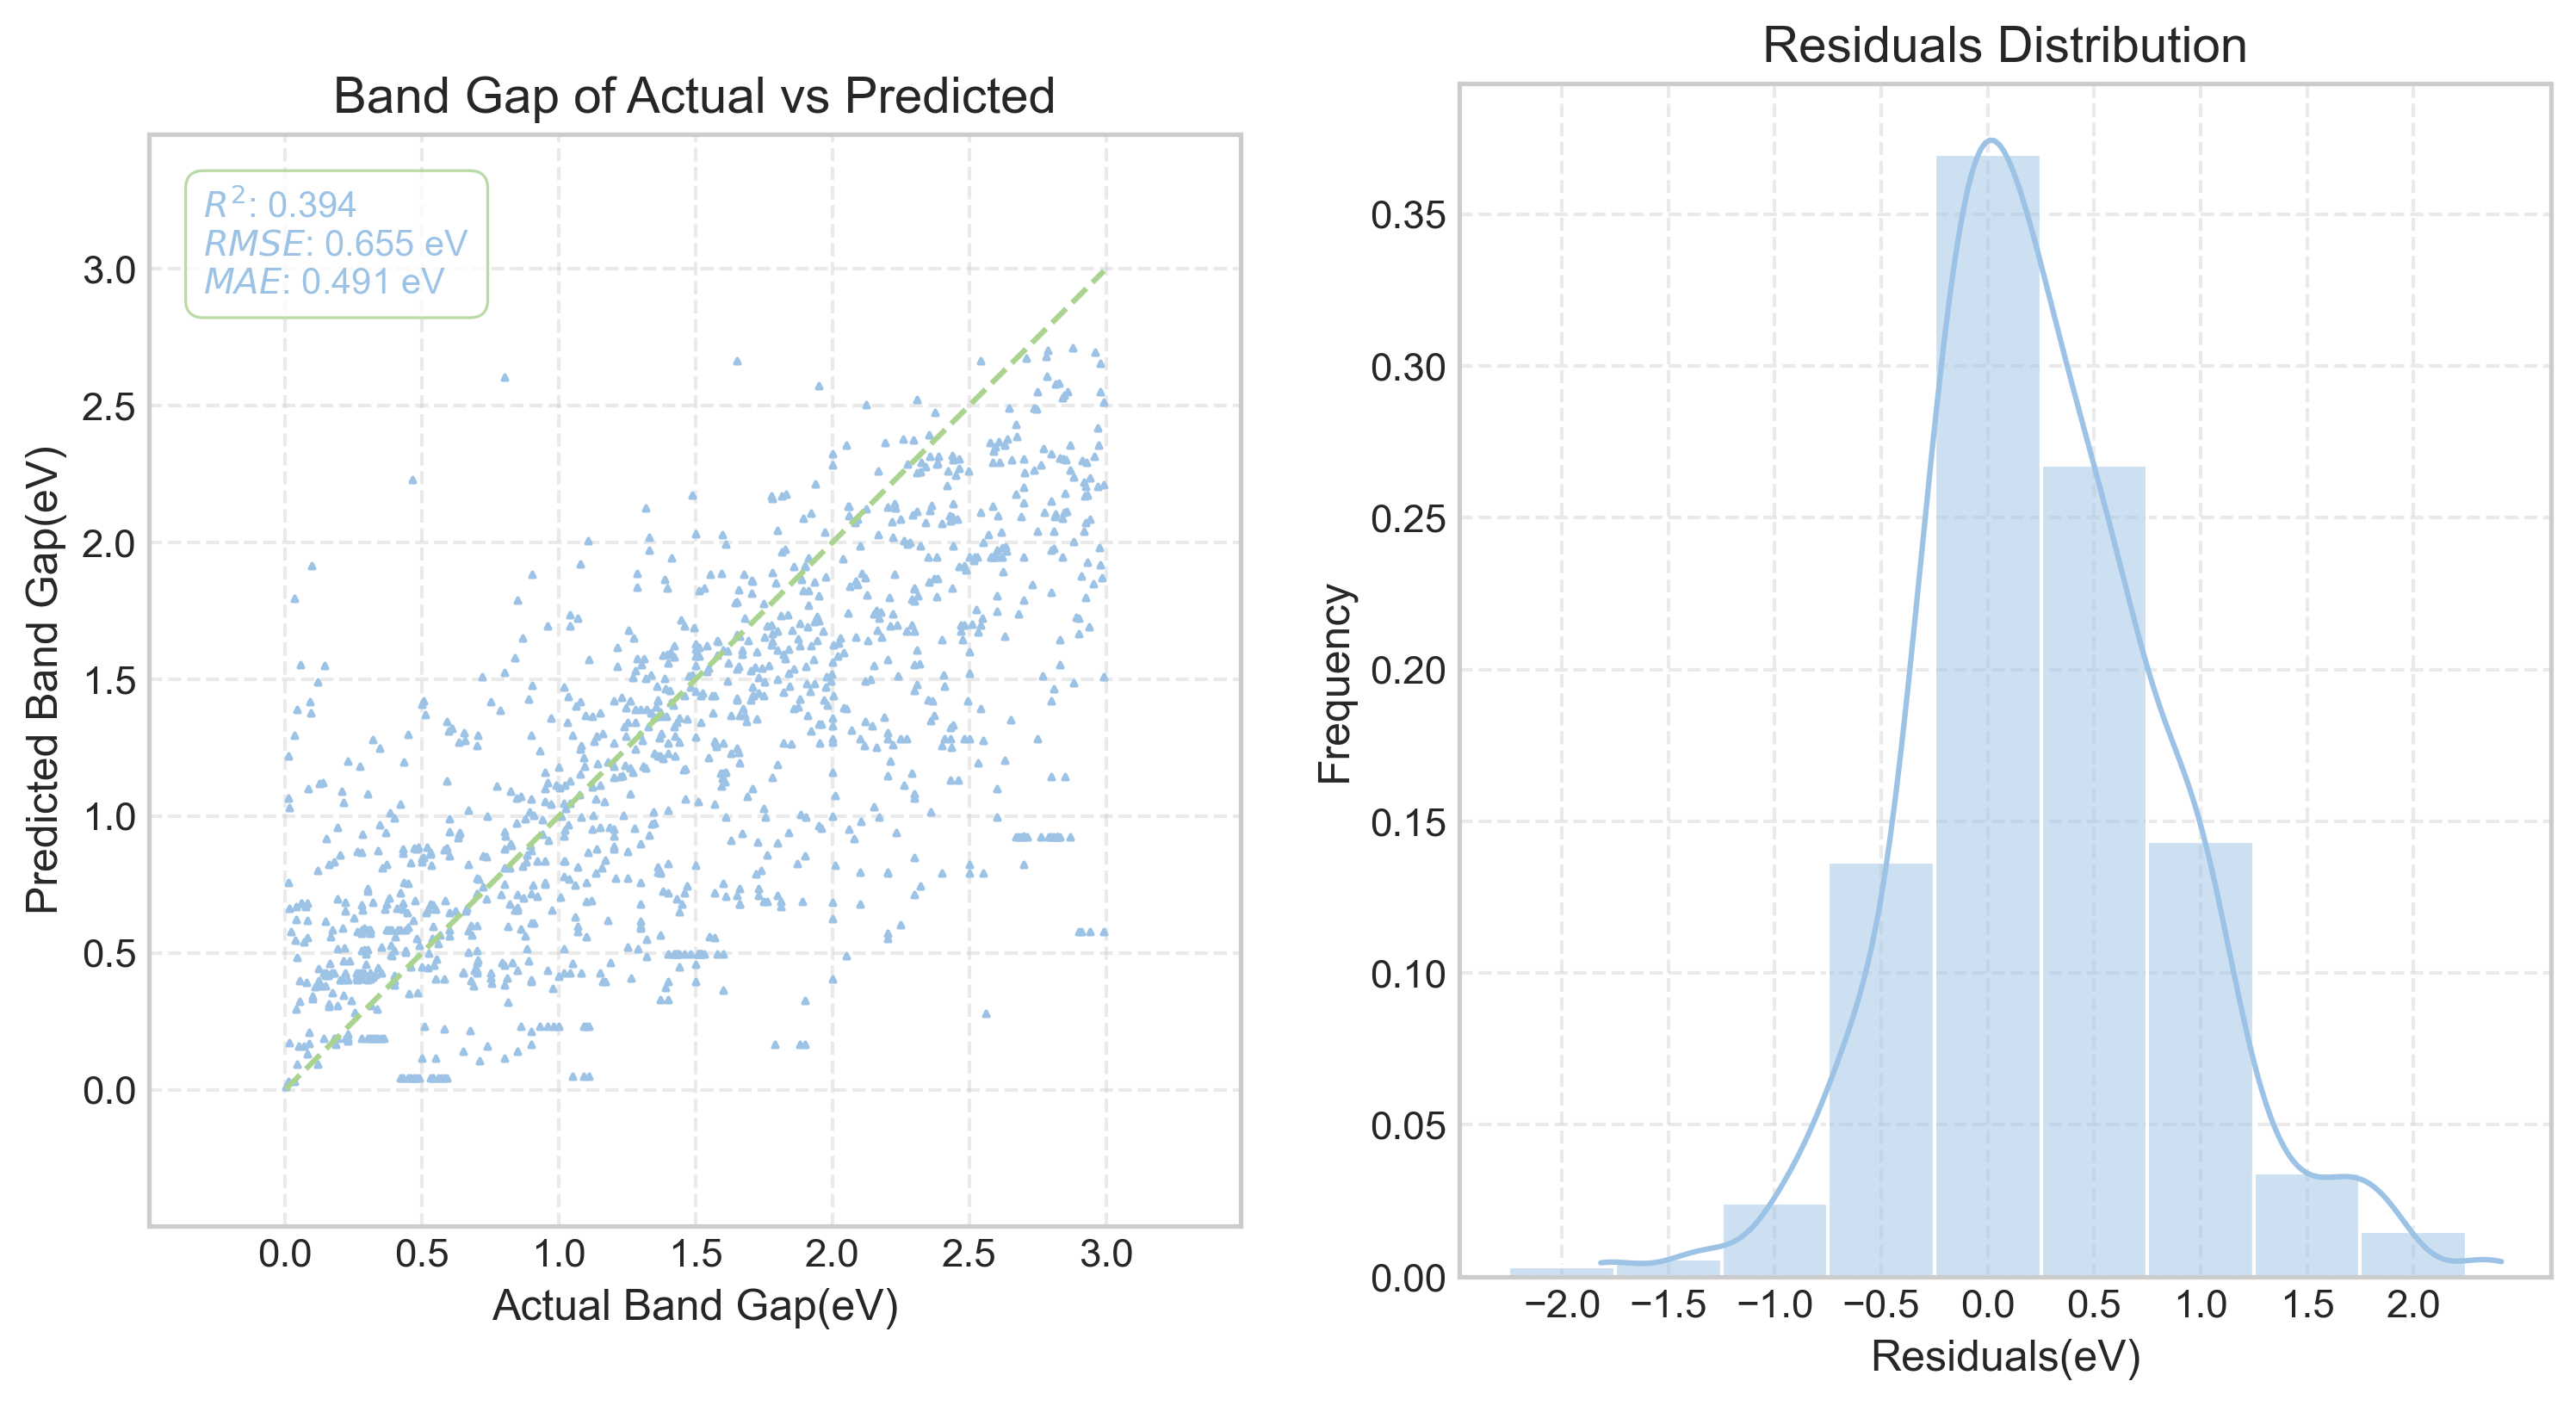 Band Gap of Actual vs Predicted
R²: 0.394
RMSE: 0.655 eV
MAE: 0.491 eV
3.0
2.5
2.0
1.5
1.0
0.5
0.0
Predicted Band Gap(eV)
0.0 0.5 1.0 1.5 2.0 2.5 3.0
Actual Band Gap(eV)
Residuals Distribution
0.35
0.30
0.25
0.20
0.15
0.10
0.05
0.00
Frequency
−2.0 −1.5 −1.0 −0.5 0.0 0.5 1.0 1.5 2.0
Residuals(eV)